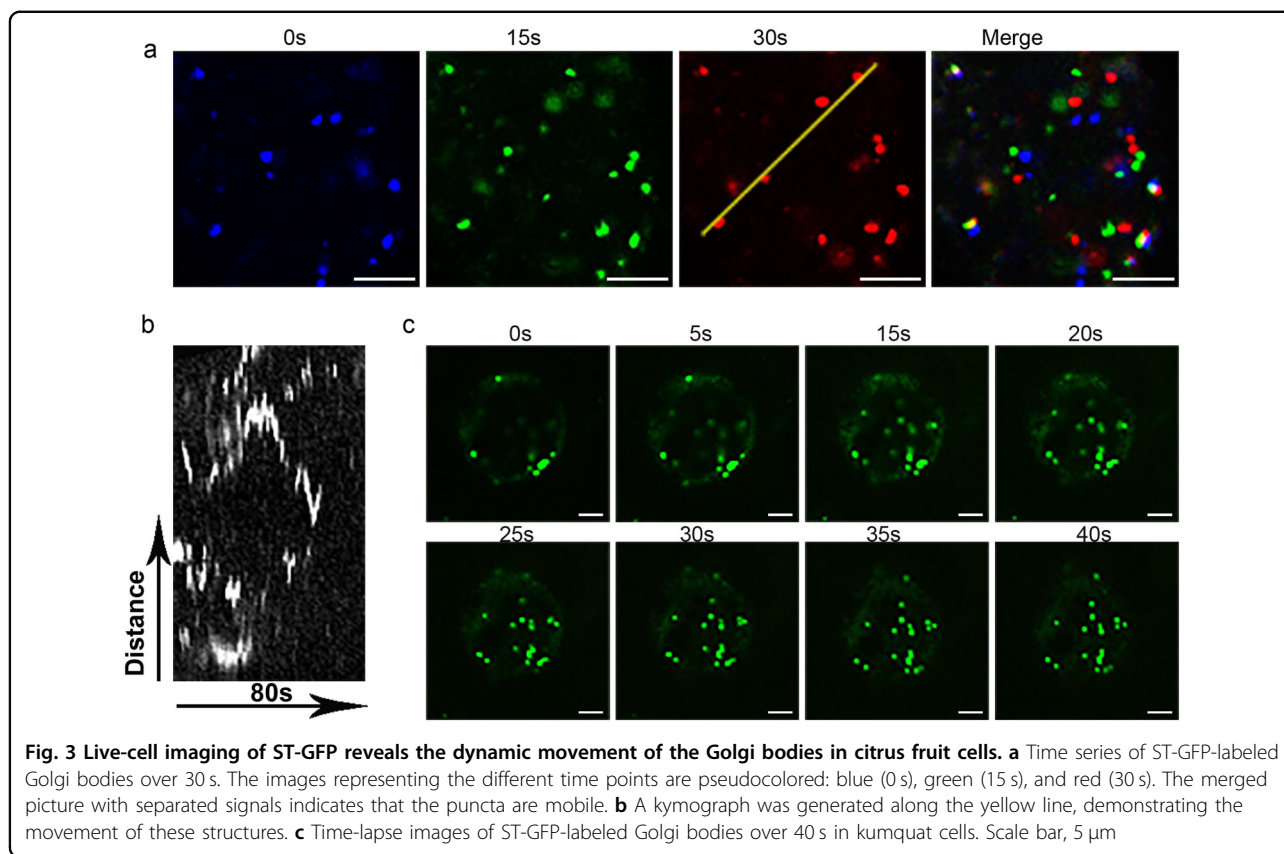 a
0s 15s 30s Merge
b
Distance
80s
c
0s 5s 15s 20s
25s 30s 35s 40s
Fig. 3 Live-cell imaging of ST-GFP reveals the dynamic movement of the Golgi bodies in citrus fruit cells. a Time series of ST-GFP-labeled
Golgi bodies over 30 s. The images representing the different time points are pseudocolored: blue (0 s), green (15 s), and red (30 s). The merged
picture with separated signals indicates that the puncta are mobile. b A kymograph was generated along the yellow line, demonstrating the
movement of these structures. c Time-lapse images of ST-GFP-labeled Golgi bodies over 40 s in kumquat cells. Scale bar, 5 μm